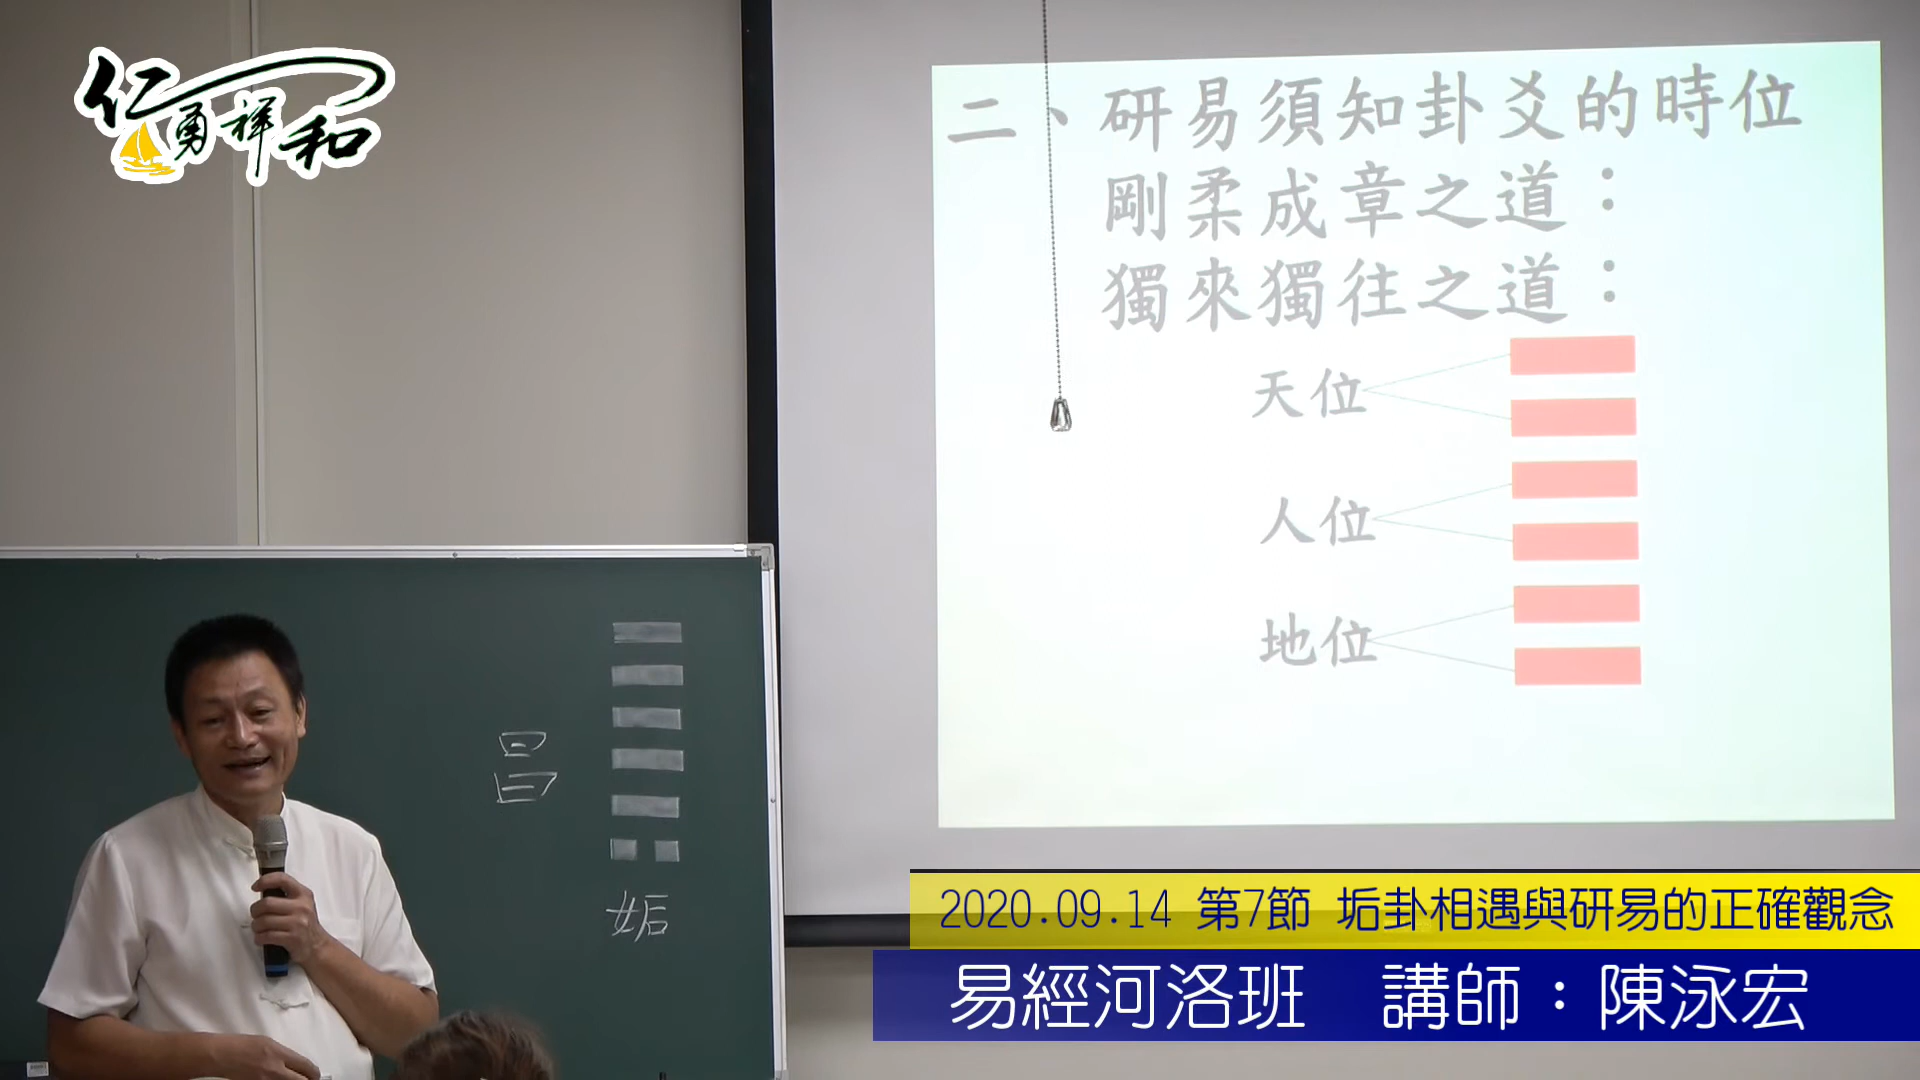 仁勇祥和
二、研易須知卦爻的時位
剛柔成章之道：
獨來獨往之道：
天位
人位
地位
昌
姤
2020.09.14 第7節 垢卦相遇與研易的正確觀念
易經河洛班 講師：陳泳宏